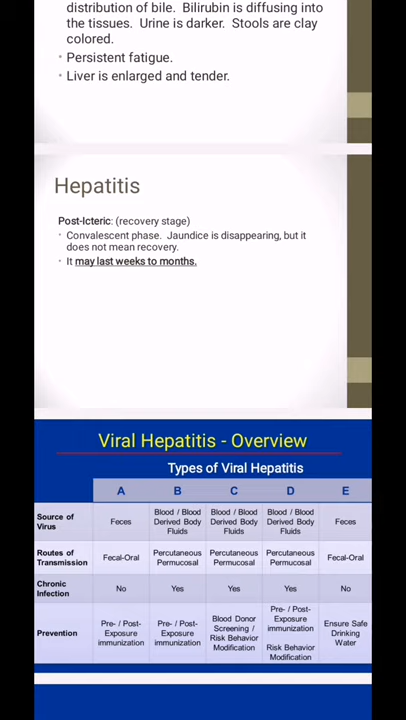 distribution of bile. Bilirubin is diffusing into
the tissues. Urine is darker. Stools are clay
colored.
• Persistent fatigue.
• Liver is enlarged and tender.
Hepatitis
Post-Icteric: (recovery stage)
• Convalescent phase. Jaundice is disappearing, but it
does not mean recovery.
• It may last weeks to months.
Viral Hepatitis - Overview
Types of Viral Hepatitis
A B C D E
Source of Virus Feces Blood / Blood Derived Body Fluids Blood / Blood Derived Body Fluids Blood / Blood Derived Body Fluids Feces
Routes of Transmission Fecal-Oral Percutaneous Permucosal Percutaneous Permucosal Percutaneous Permucosal Fecal-Oral
Chronic Infection No Yes Yes Yes No
Prevention Pre- / Post- Exposure immunization Pre- / Post- Exposure immunization Blood Donor Screening / Risk Behavior Modification Pre- / Post- Exposure immunization Risk Behavior Modification Ensure Safe Drinking Water